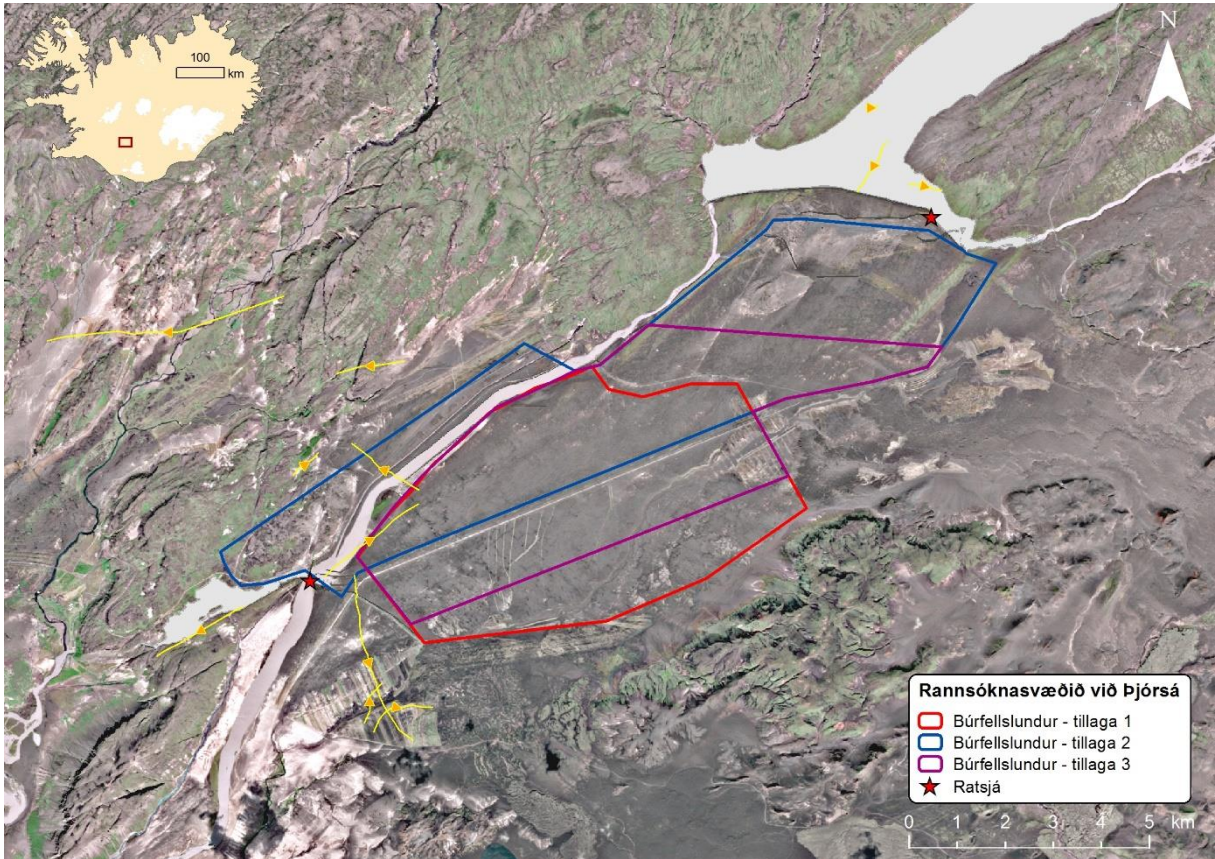 100
km
N
Rannsóknasvæðið við Þjórsá
Búrfellslundur - tillaga 1
Búrfellslundur - tillaga 2
Búrfellslundur - tillaga 3
Ratsjá
0 1 2 3 4 5 km